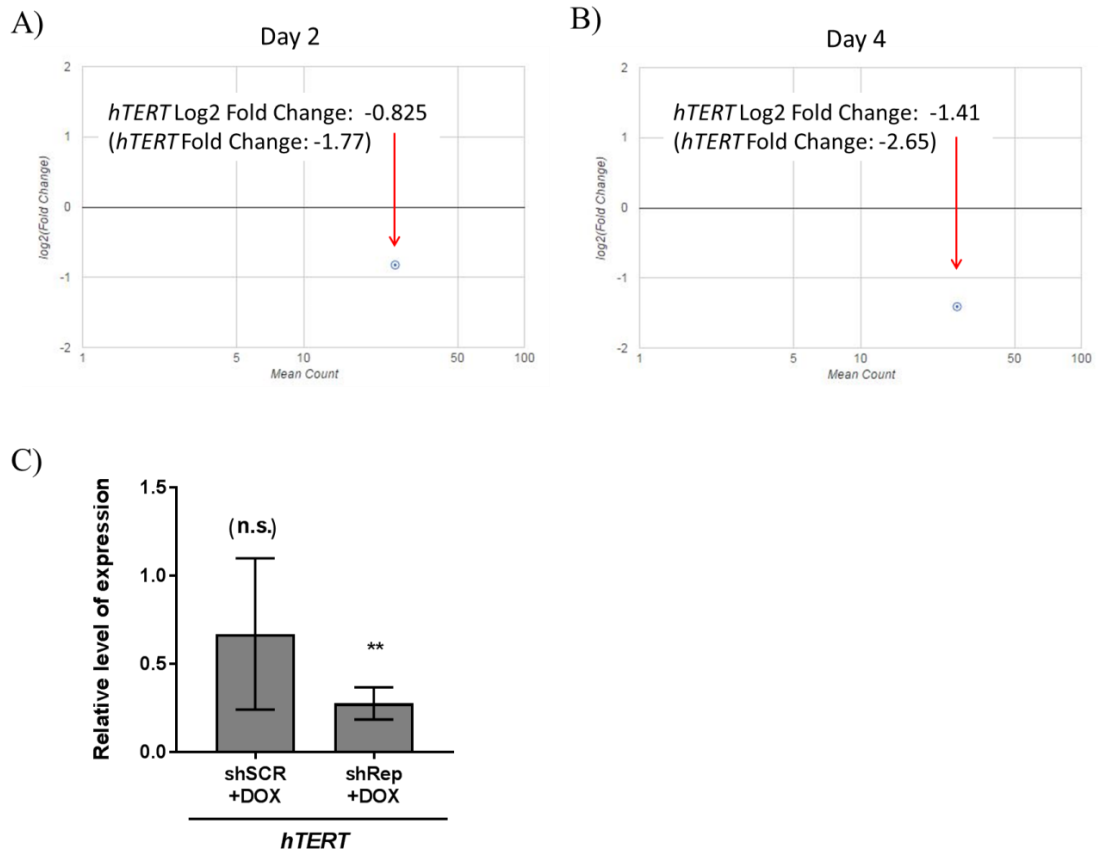 A)
Day 2
2
1
0
-1
-2
log2(Fold Change)
hTERT Log2 Fold Change: -0.825
(hTERT Fold Change: -1.77)
1
5
10
50
100
Mean Count
B)
Day 4
2
1
0
-1
-2
log2(Fold Change)
hTERT Log2 Fold Change: -1.41
(hTERT Fold Change: -2.65)
1
5
10
50
100
Mean Count
C)
Relative level of expression
1.5
1.0
0.5
0.0
(n.s.)
**
shSCR
+DOX
shRep
+DOX
hTERT